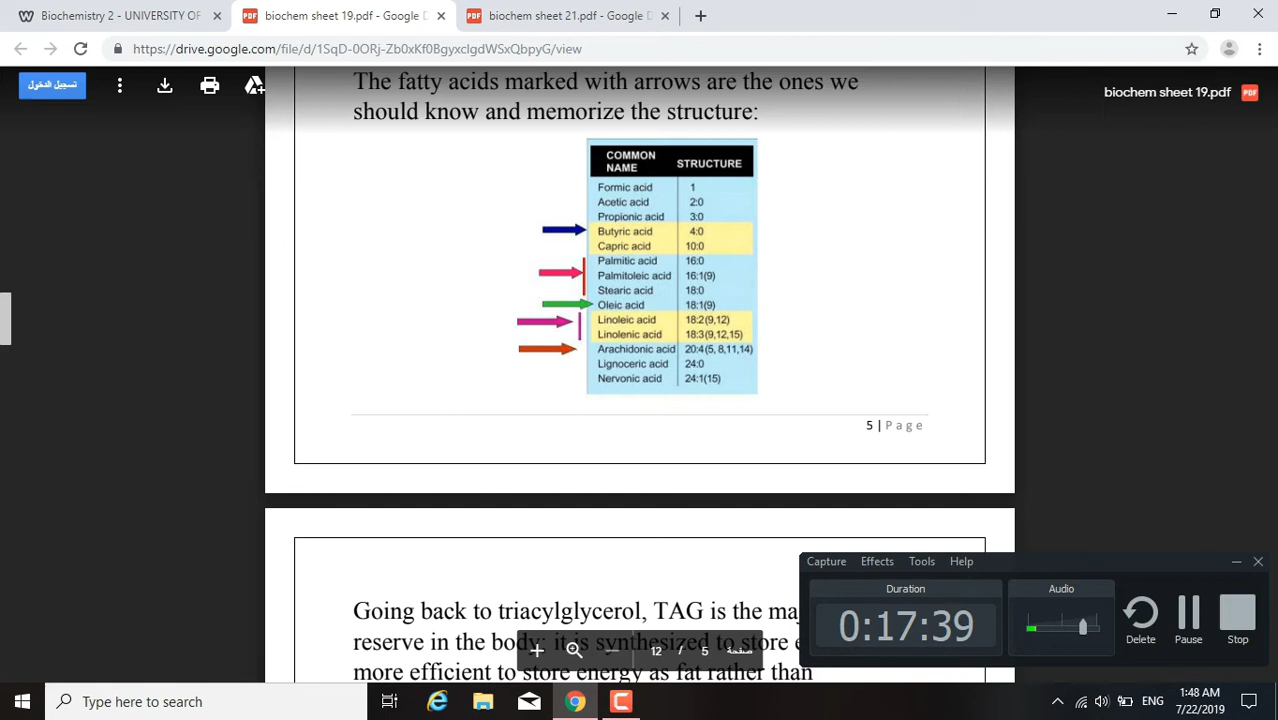 Biochemistry 2 - UNIVERSITY OF
biochem sheet 19.pdf - Google D
biochem sheet 21.pdf - Google D
https://drive.google.com/file/d/1SqD-0ORj-Zb0xKf0BgyxclgdWSxQbpyG/view
تسجيل الدخول
biochem sheet 19.pdf
The fatty acids marked with arrows are the ones we
should know and memorize the structure:
COMMON NAME STRUCTURE
Formic acid 1
Acetic acid 2:0
Propionic acid 3:0
Butyric acid 4:0
Capric acid 10:0
Palmitic acid 16:0
Palmitoleic acid 16:1(9)
Stearic acid 18:0
Oleic acid 18:1(9)
Linoleic acid 18:2(9,12)
Linolenic acid 18:3(9,12,15)
Arachidonic acid 20:4(5, 8,11,14)
Lignoceric acid 24:0
Nervonic acid 24:1(15)
5 | Page
Going back to triacylglycerol, TAG is the
reserve in the body; it is synthesized to store
more efficient to store energy as fat rather than
12 / 5 صفحة
Capture Effects Tools Help
Duration
Audio
0:17:39
Delete Pause Stop
Type here to search
ENG
1:48 AM
7/22/2019